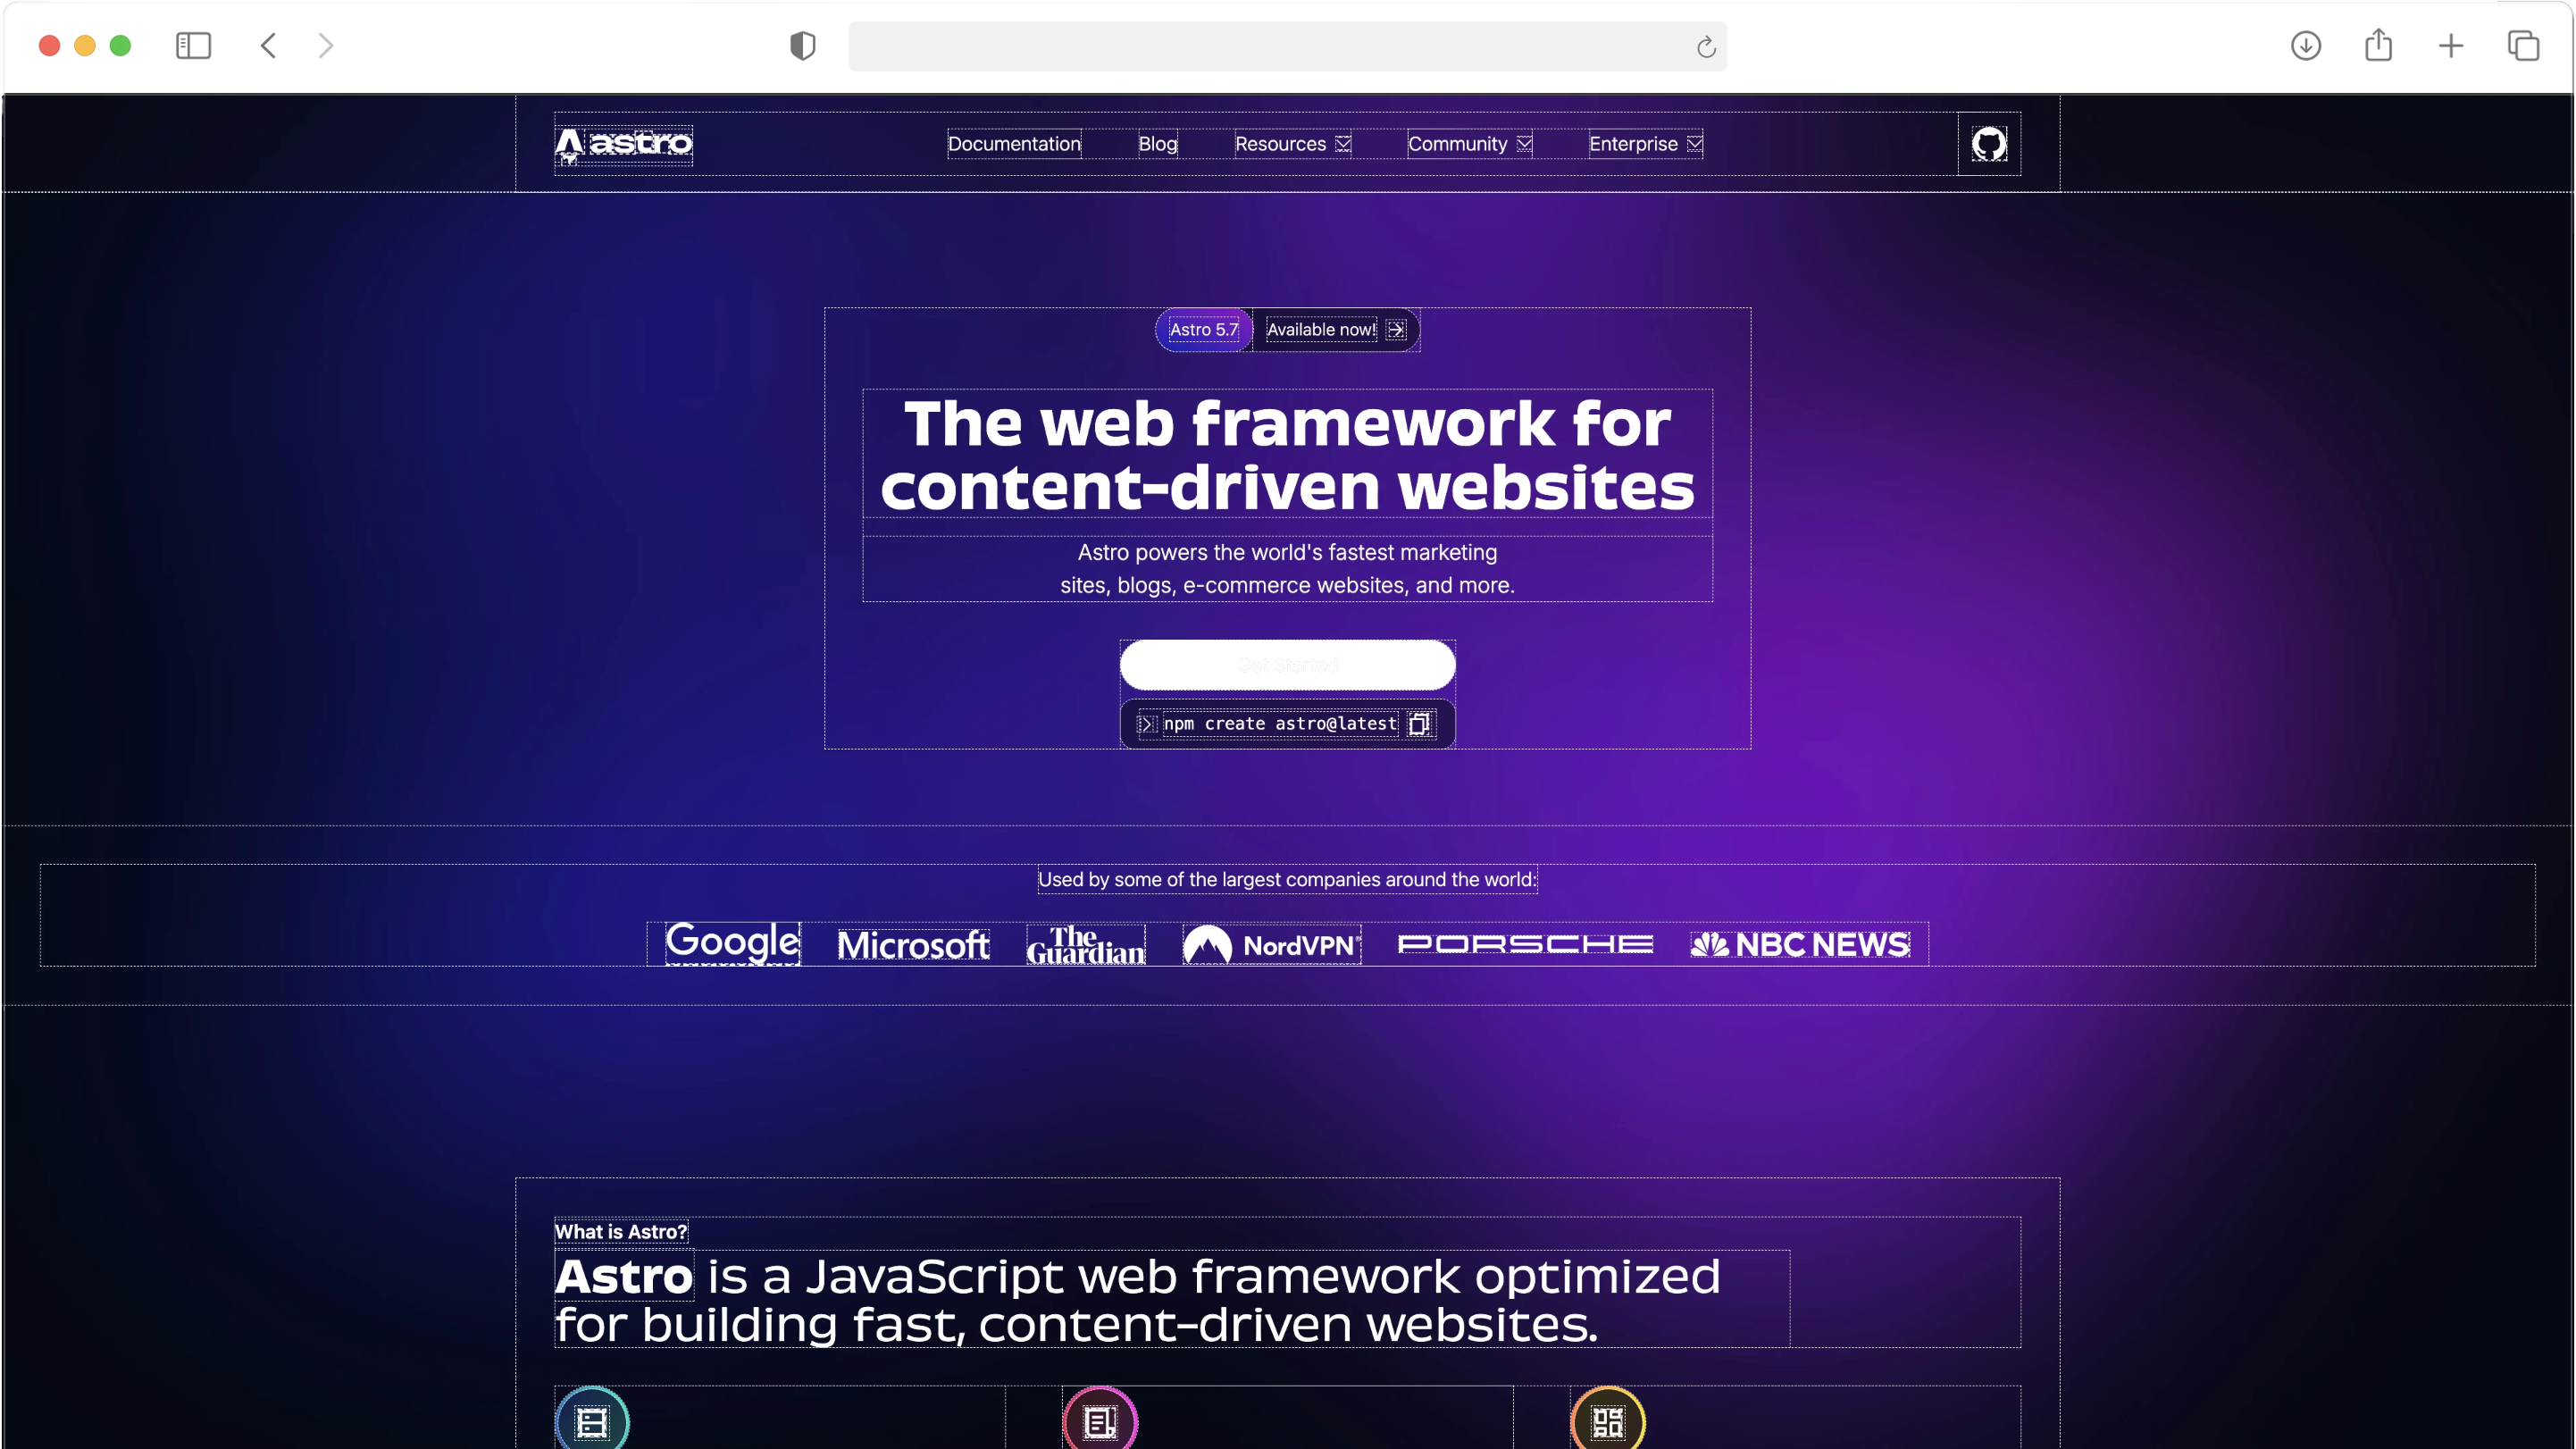 astro
Documentation
Blog
Resources
Community
Enterprise
Astro 5.7
Available now!
The web framework for
content-driven websites
Astro powers the world's fastest marketing
sites, blogs, e-commerce websites, and more.
Get Started
npm create astro@latest
Used by some of the largest companies around the world:
Google
Microsoft
The
Guardian
NordVPN®
PORSCHE
NBC NEWS
What is Astro?
Astro is a JavaScript web framework optimized
for building fast, content-driven websites.